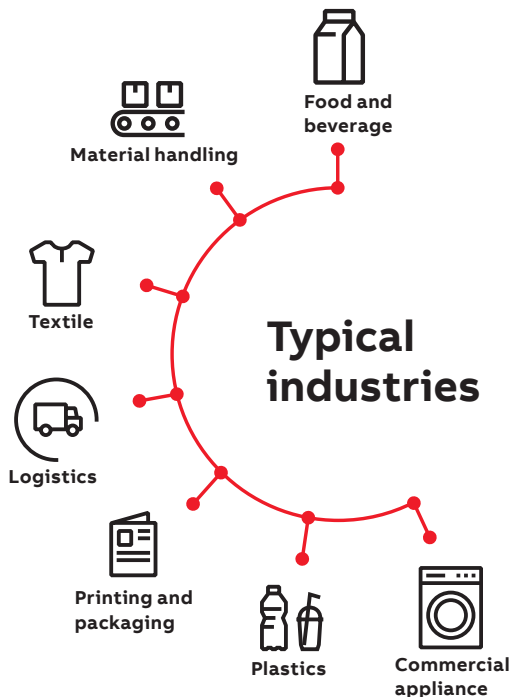 Food and
beverage
Material handling
Textile
Typical
industries
Logistics
Printing and
packaging
Plastics
Commercial
appliance